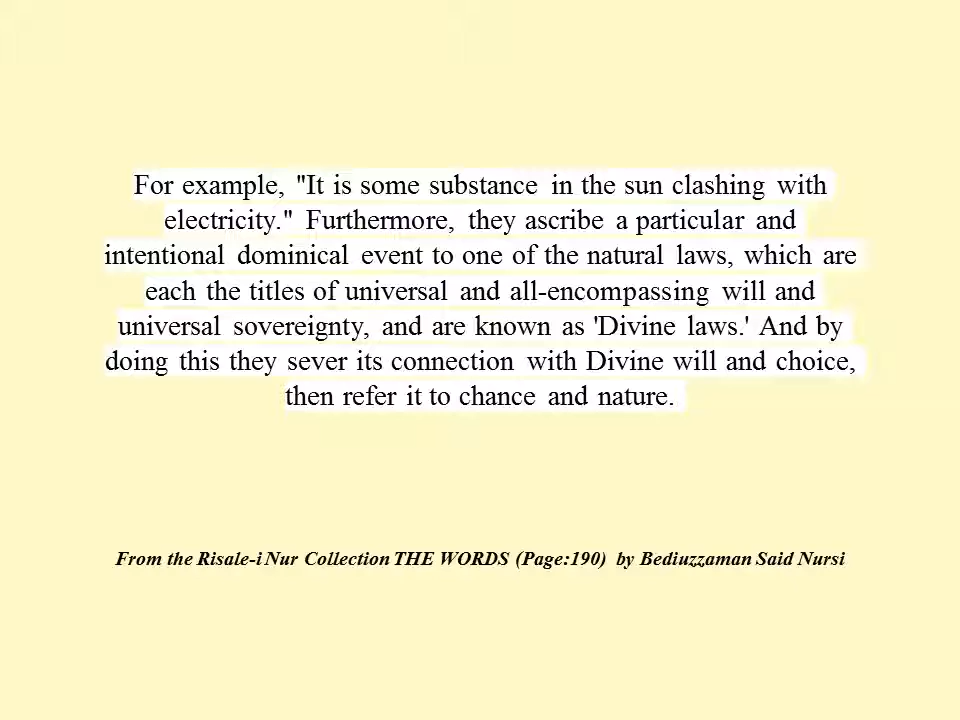 For example, "It is some substance in the sun clashing with
electricity." Furthermore, they ascribe a particular and
intentional dominical event to one of the natural laws, which are
each the titles of universal and all-encompassing will and
universal sovereignty, and are known as 'Divine laws.' And by
doing this they sever its connection with Divine will and choice,
then refer it to chance and nature.
From the Risale-i Nur Collection THE WORDS (Page:190) by Bediuzzaman Said Nursi